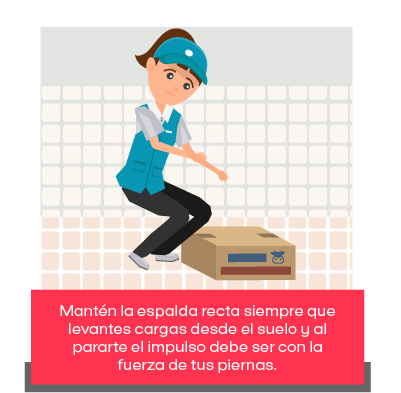 Mantén la espalda recta siempre que
levantes cargas desde el suelo y al
pararte el impulso debe ser con la
fuerza de tus piernas.